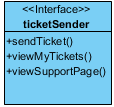 <<Interface>>
ticketSender
+sendTicket()
+viewMyTickets()
+viewSupportPage()